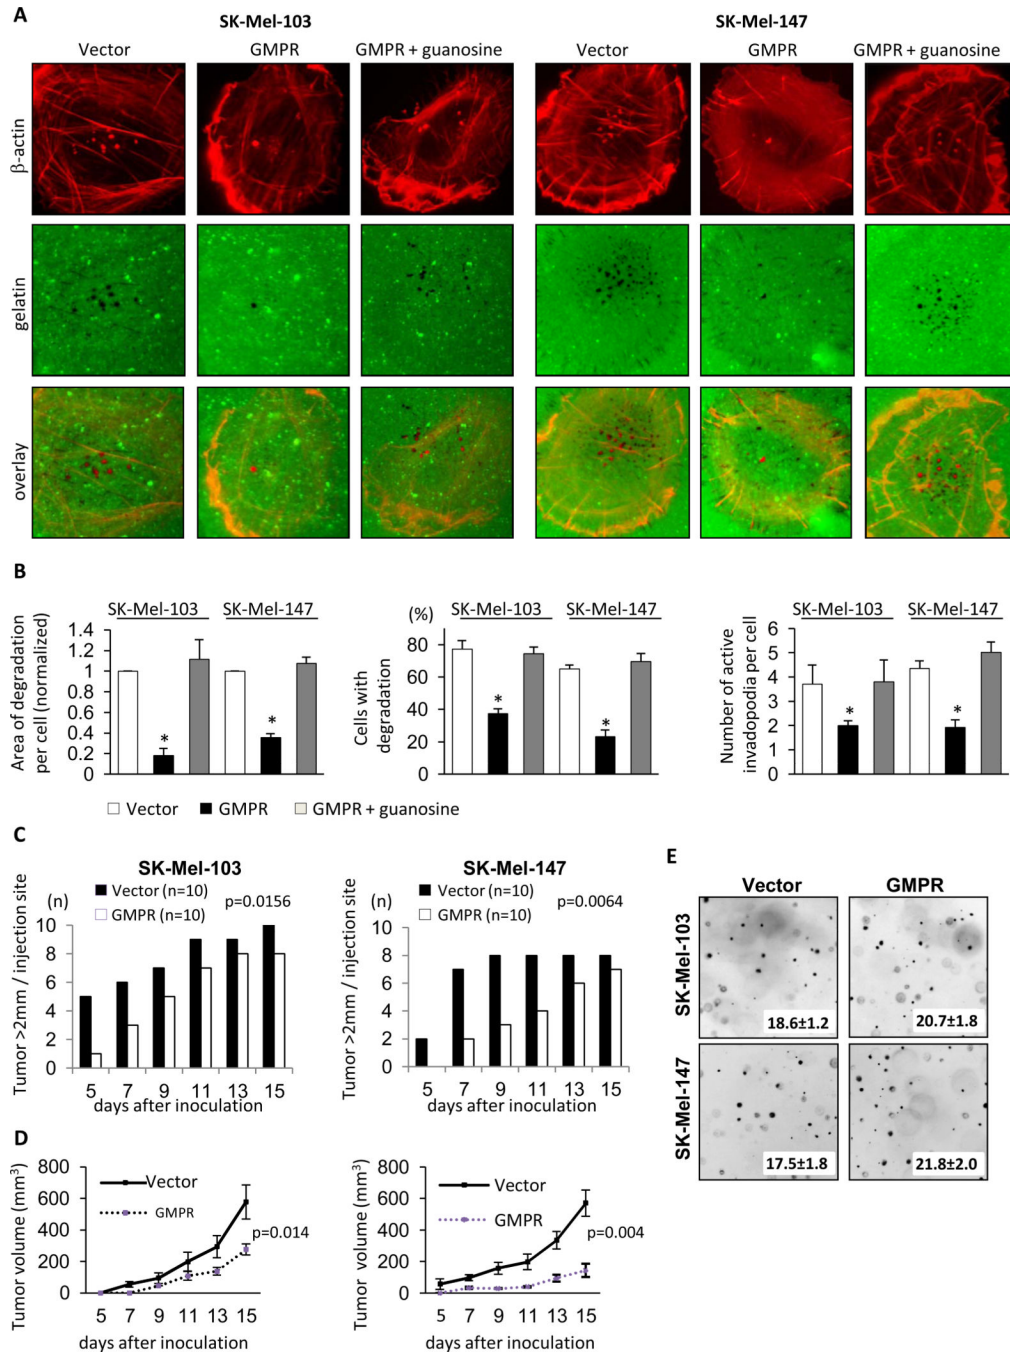 A
SK-Mel-103 SK-Mel-147
Vector GMPR GMPR + guanosine Vector GMPR GMPR + guanosine
β-actin
gelatin
overlay
B
SK-Mel-103 SK-Mel-147
Area of degradation
per cell (normalized)
1.4
1.2
1
0.8
0.6
0.4
0.2
0
* *
(%)
SK-Mel-103 SK-Mel-147
Cells with
degradation
80
60
40
20
0
* *
SK-Mel-103 SK-Mel-147
Number of active
invadopodia per cell
6
5
4
3
2
1
0
* *
Vector GMPR GMPR + guanosine
C
SK-Mel-103
Vector (n=10)
GMPR (n=10)
p=0.0156
(n)
Tumor >2mm / injection site
10
8
6
4
2
0
5 7 9 11 13 15
days after inoculation
SK-Mel-147
Vector (n=10)
GMPR (n=10)
p=0.0064
(n)
Tumor >2mm / injection site
10
8
6
4
2
0
5 7 9 11 13 15
days after inoculation
D
Tumor volume (mm³)
800
600
400
200
0
Vector
GMPR
p=0.014
5 7 9 11 13 15
days after inoculation
Tumor volume (mm³)
800
600
400
200
0
Vector
GMPR
p=0.004
5 7 9 11 13 15
days after inoculation
E
Vector GMPR
SK-Mel-103
18.6±1.2 20.7±1.8
SK-Mel-147
17.5±1.8 21.8±2.0